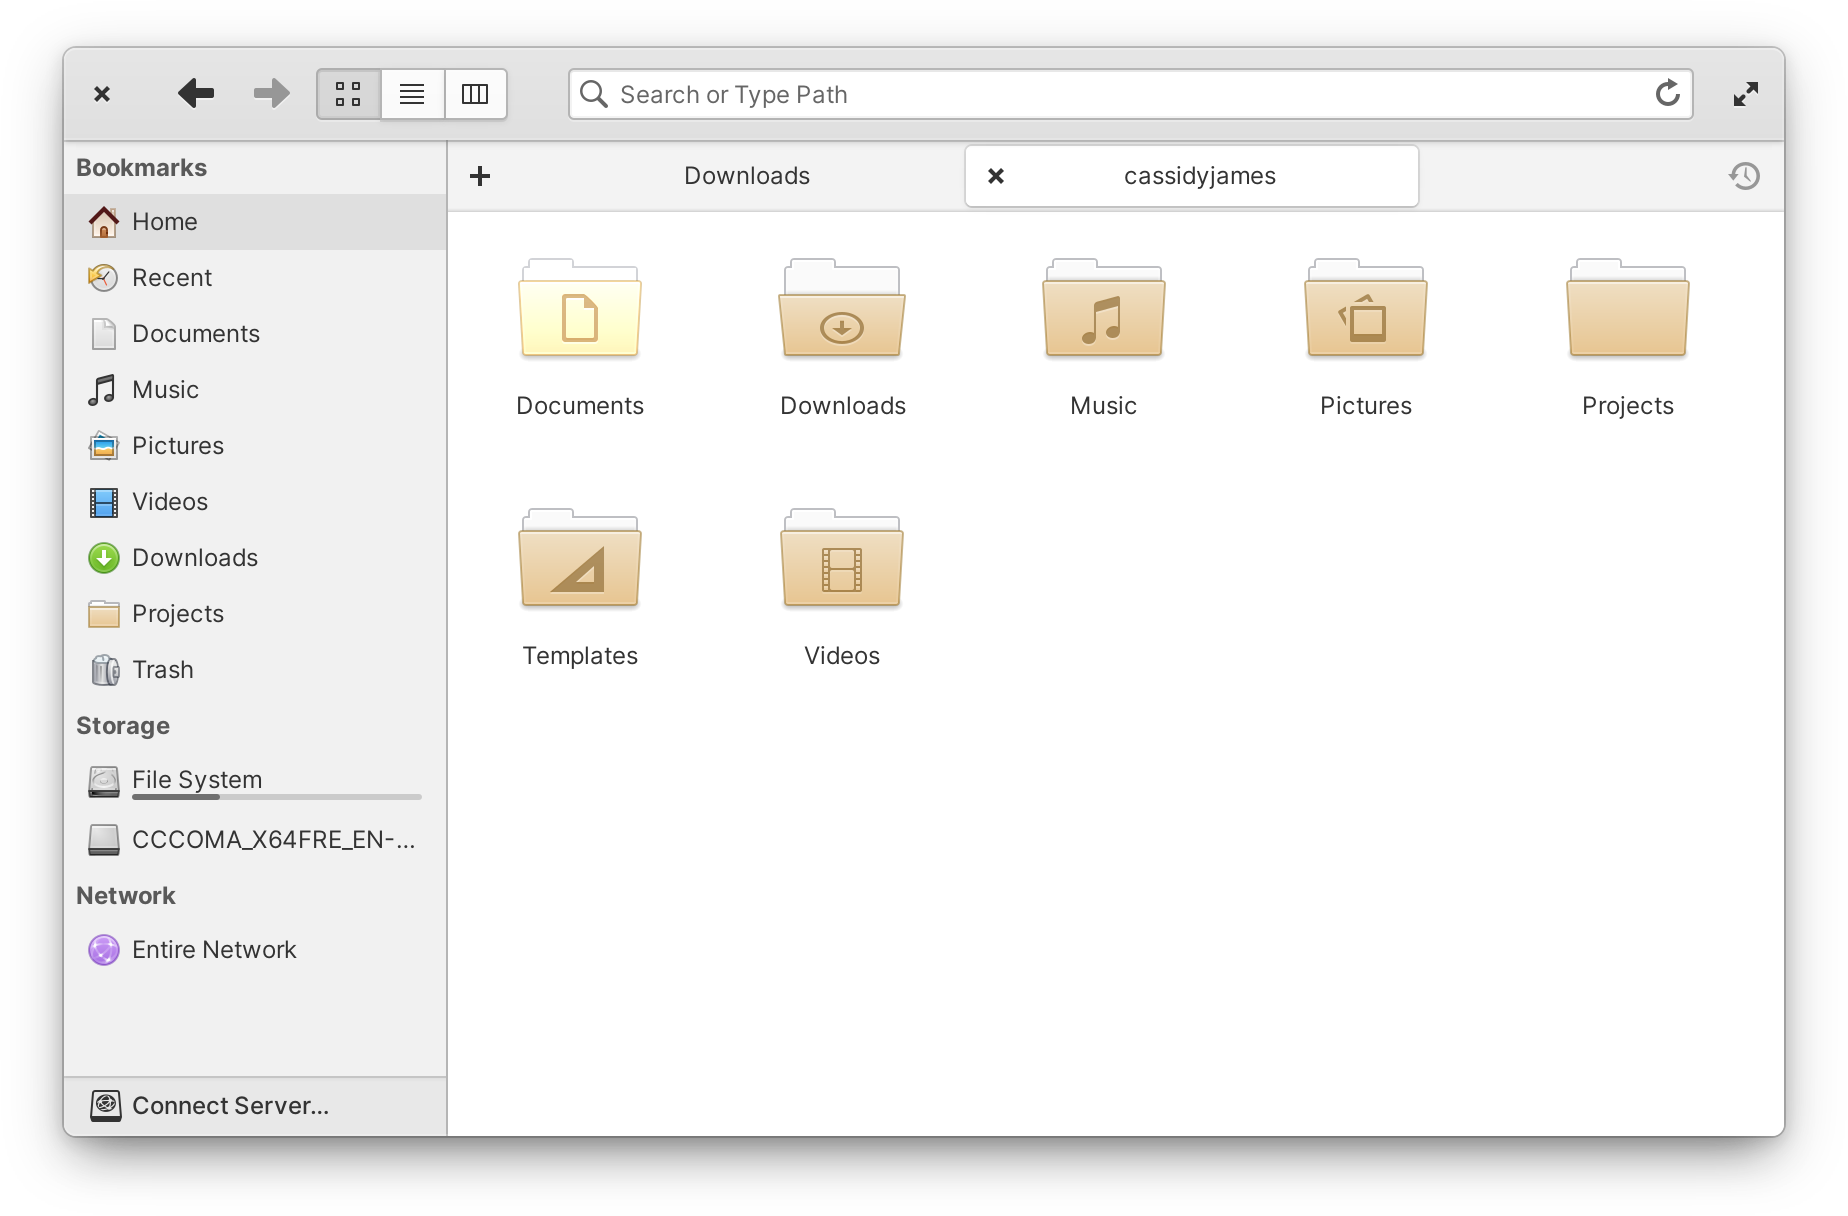 Search or Type Path
Bookmarks
Home
Recent
Documents
Music
Pictures
Videos
Downloads
Projects
Trash
Storage
File System
CCCOMA_X64FRE_EN-...
Network
Entire Network
Connect Server...
Downloads
cassidyjames
Documents
Downloads
Music
Pictures
Projects
Templates
Videos